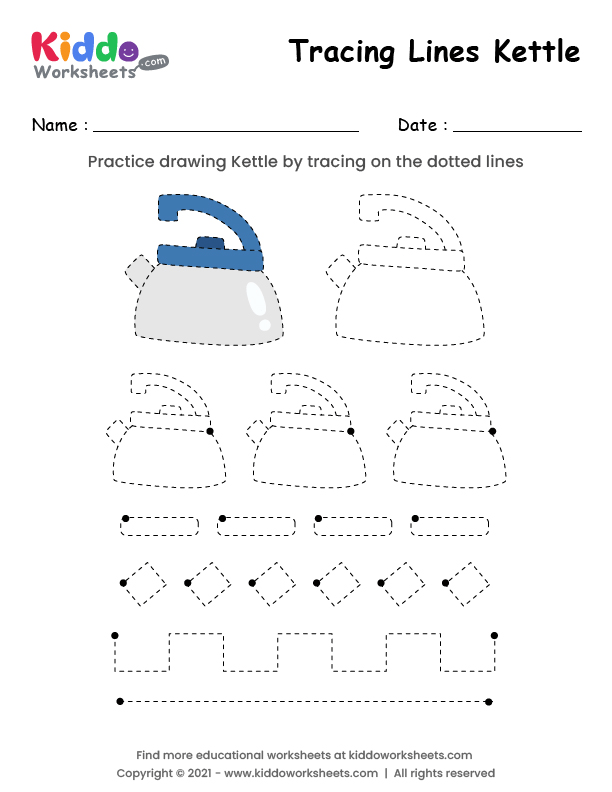 Kiddo
Worksheets .com
Tracing Lines Kettle
Name :
Date :
Practice drawing Kettle by tracing on the dotted lines
Find more educational worksheets at kiddoworksheets.com
Copyright © 2021 - www.kiddoworksheets.com | All rights reserved